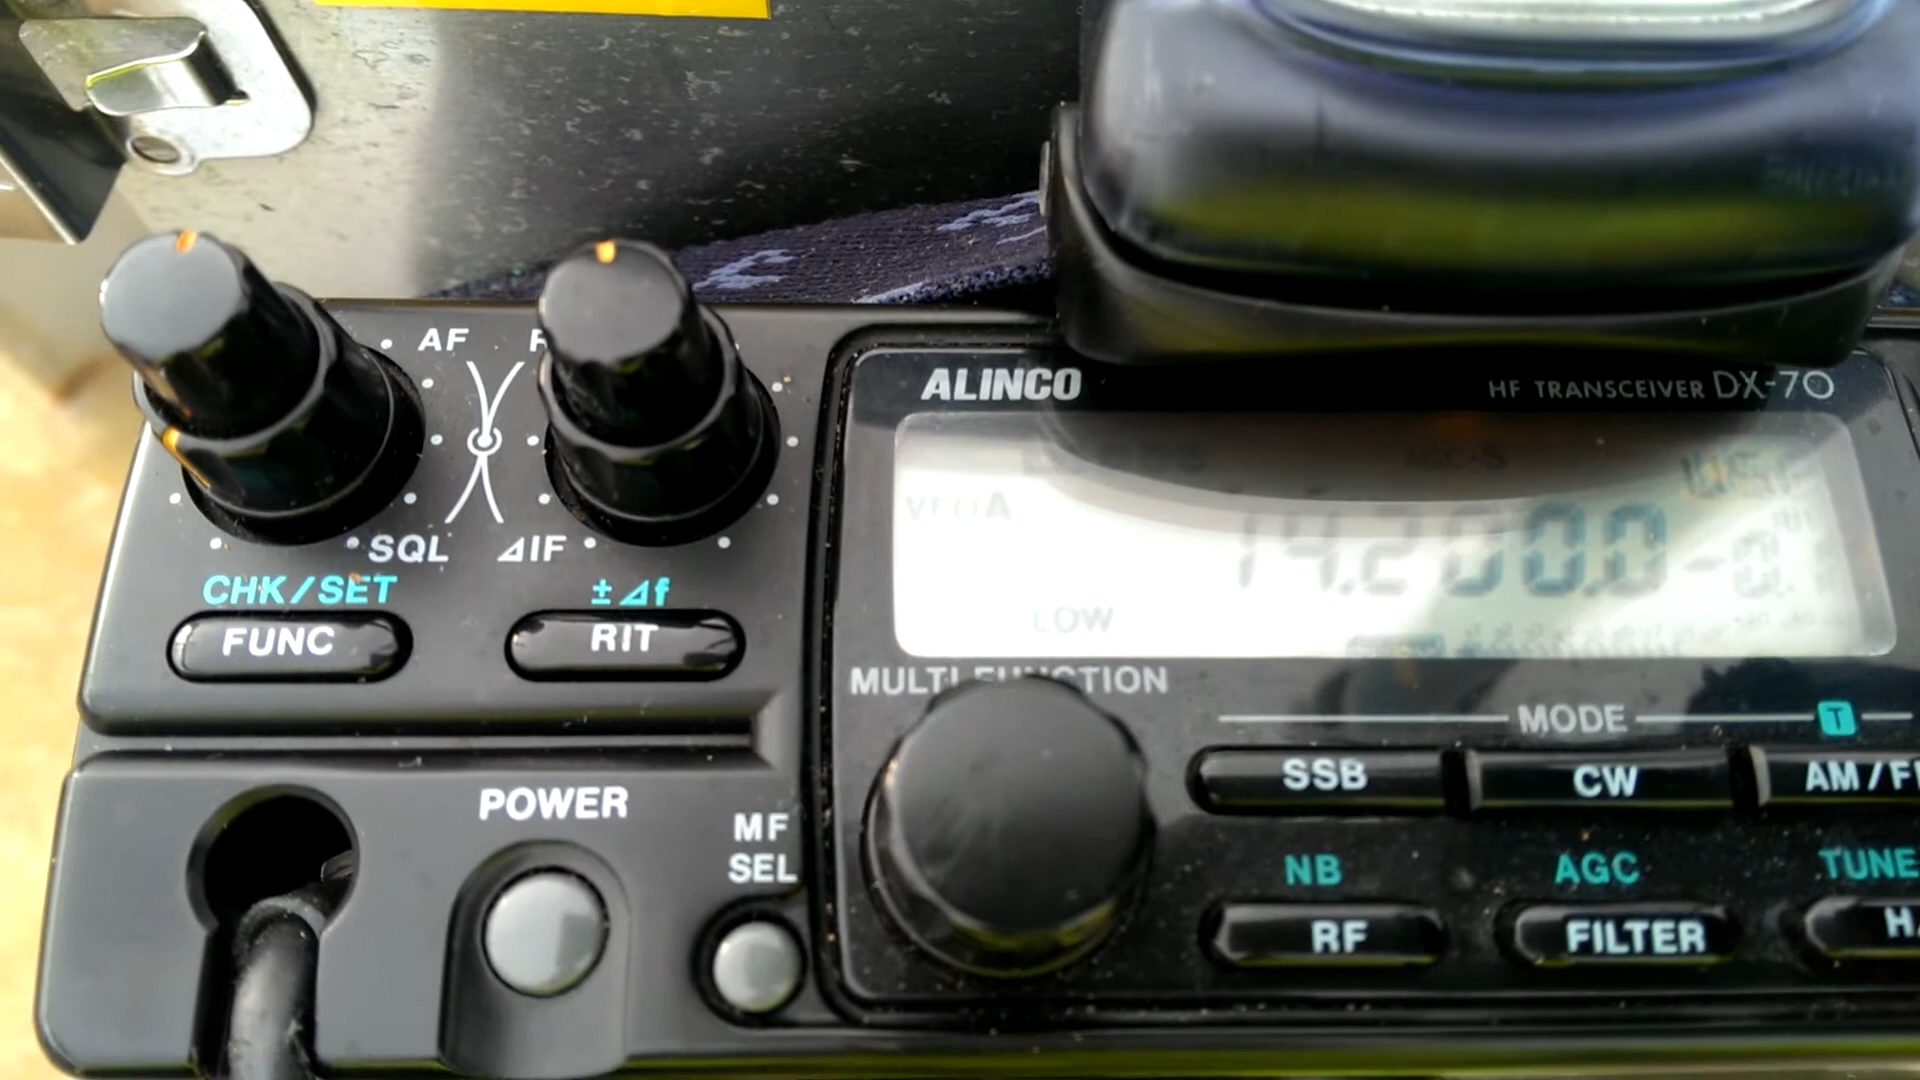 AF
ALINCO
HF TRANSCEIVER DX-70
VFO A
14.200.0
LOW
SQL
⊿IF
CHK/SET
±⊿f
FUNC
RIT
MULTI FUNCTION
MODE
T
POWER
SSB
CW
MF
SEL
NB
AGC
TUNE
RF
FILTER